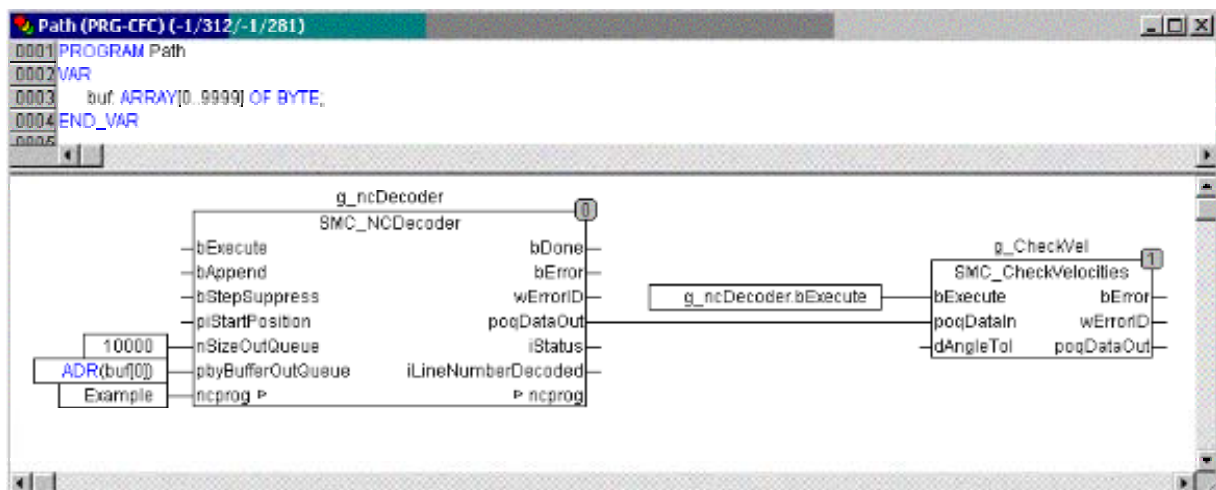 Path (PRG-CFC) (-1/312/-1/281)
0001 PROGRAM Path
0002 VAR
0003 buf: ARRAY[0..9999] OF BYTE;
0004 END_VAR
0005
g_ncDecoder
0
SMC_NCDecoder
bExecute bDone
bAppend bError
bStepSuppress wErrorID
piStartPosition poqDataOut
10000 nSizeOutQueue iStatus
ADR(buf[0]) pbyBufferOutQueue iLineNumberDecoded
Example ncprog ncprog
g_CheckVel
1
SMC_CheckVelocities
g_ncDecoder.bExecute bExecute bError
poqDataIn wErrorID
dAngleTol poqDataOut